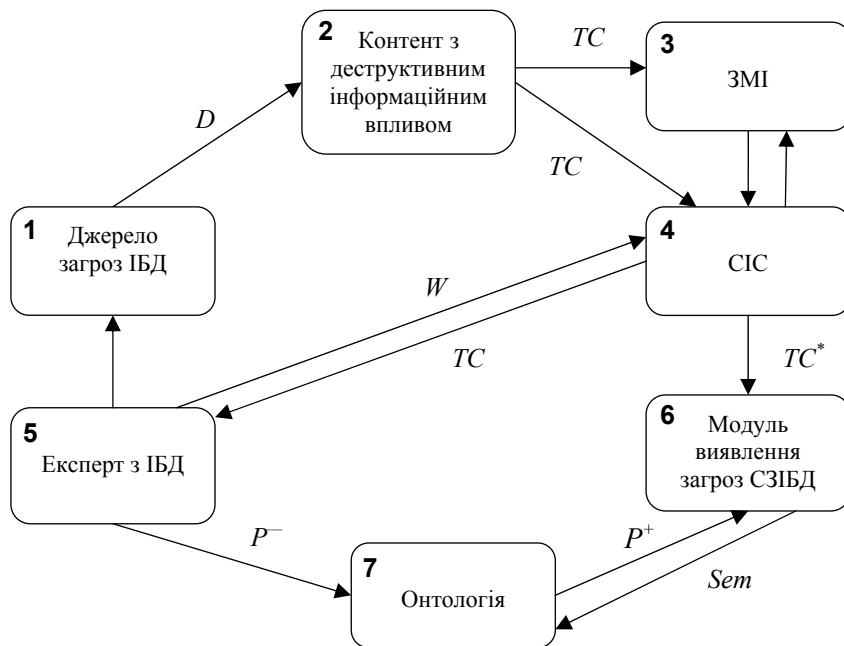 2
Контент з
деструктивним
інформаційним
впливом
TC
3
ЗМІ
D
TC
1
Джерело
загроз ІБД
4
СІС
W
TC
TC*
5
Експерт з ІБД
6
Модуль
виявлення
загроз СЗІБД
P—
7
Онтологія
P+
Sem